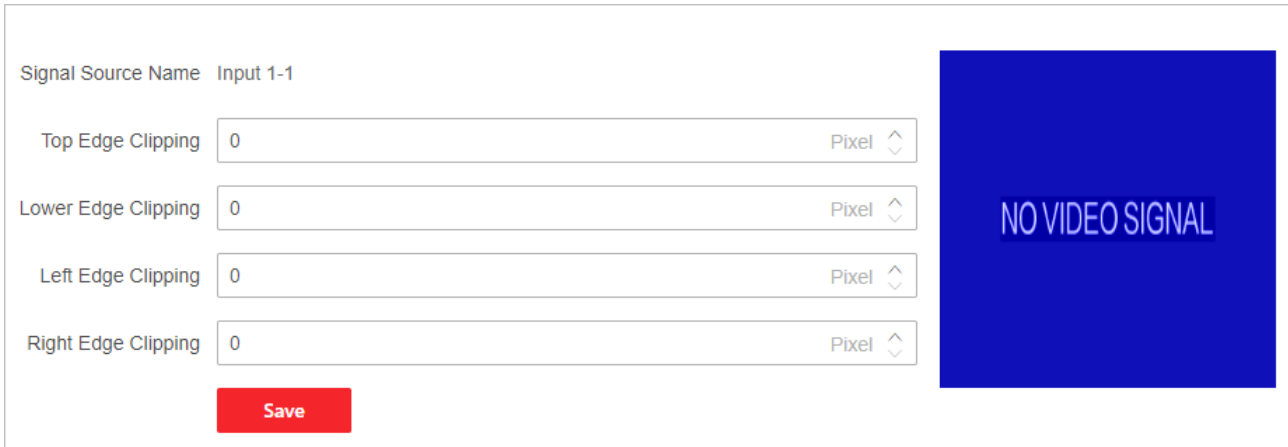 Signal Source Name Input 1-1
Top Edge Clipping 0 Pixel
Lower Edge Clipping 0 Pixel
NO VIDEO SIGNAL
Left Edge Clipping 0 Pixel
Right Edge Clipping 0 Pixel
Save